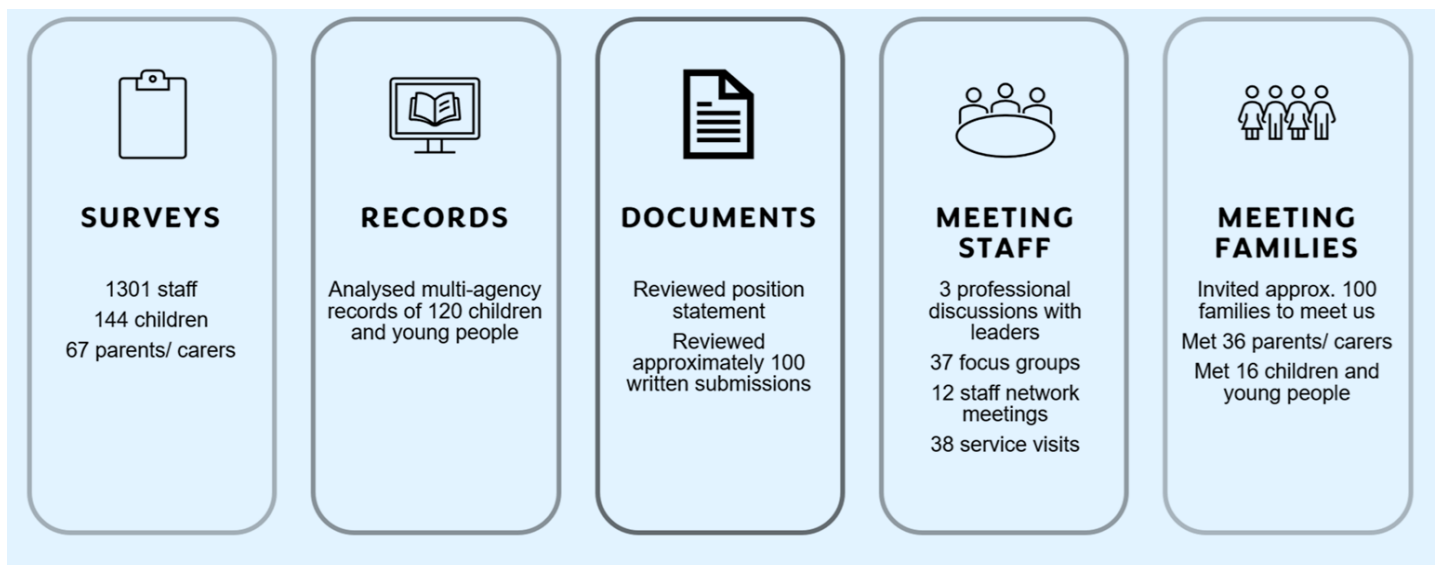 SURVEYS
1301 staff
144 children
67 parents/ carers
RECORDS
Analysed multi-agency
records of 120 children
and young people
DOCUMENTS
Reviewed position
statement
Reviewed
approximately 100
written submissions
MEETING
STAFF
3 professional
discussions with
leaders
37 focus groups
12 staff network
meetings
38 service visits
MEETING
FAMILIES
Invited approx. 100
families to meet us
Met 36 parents/ carers
Met 16 children and
young people